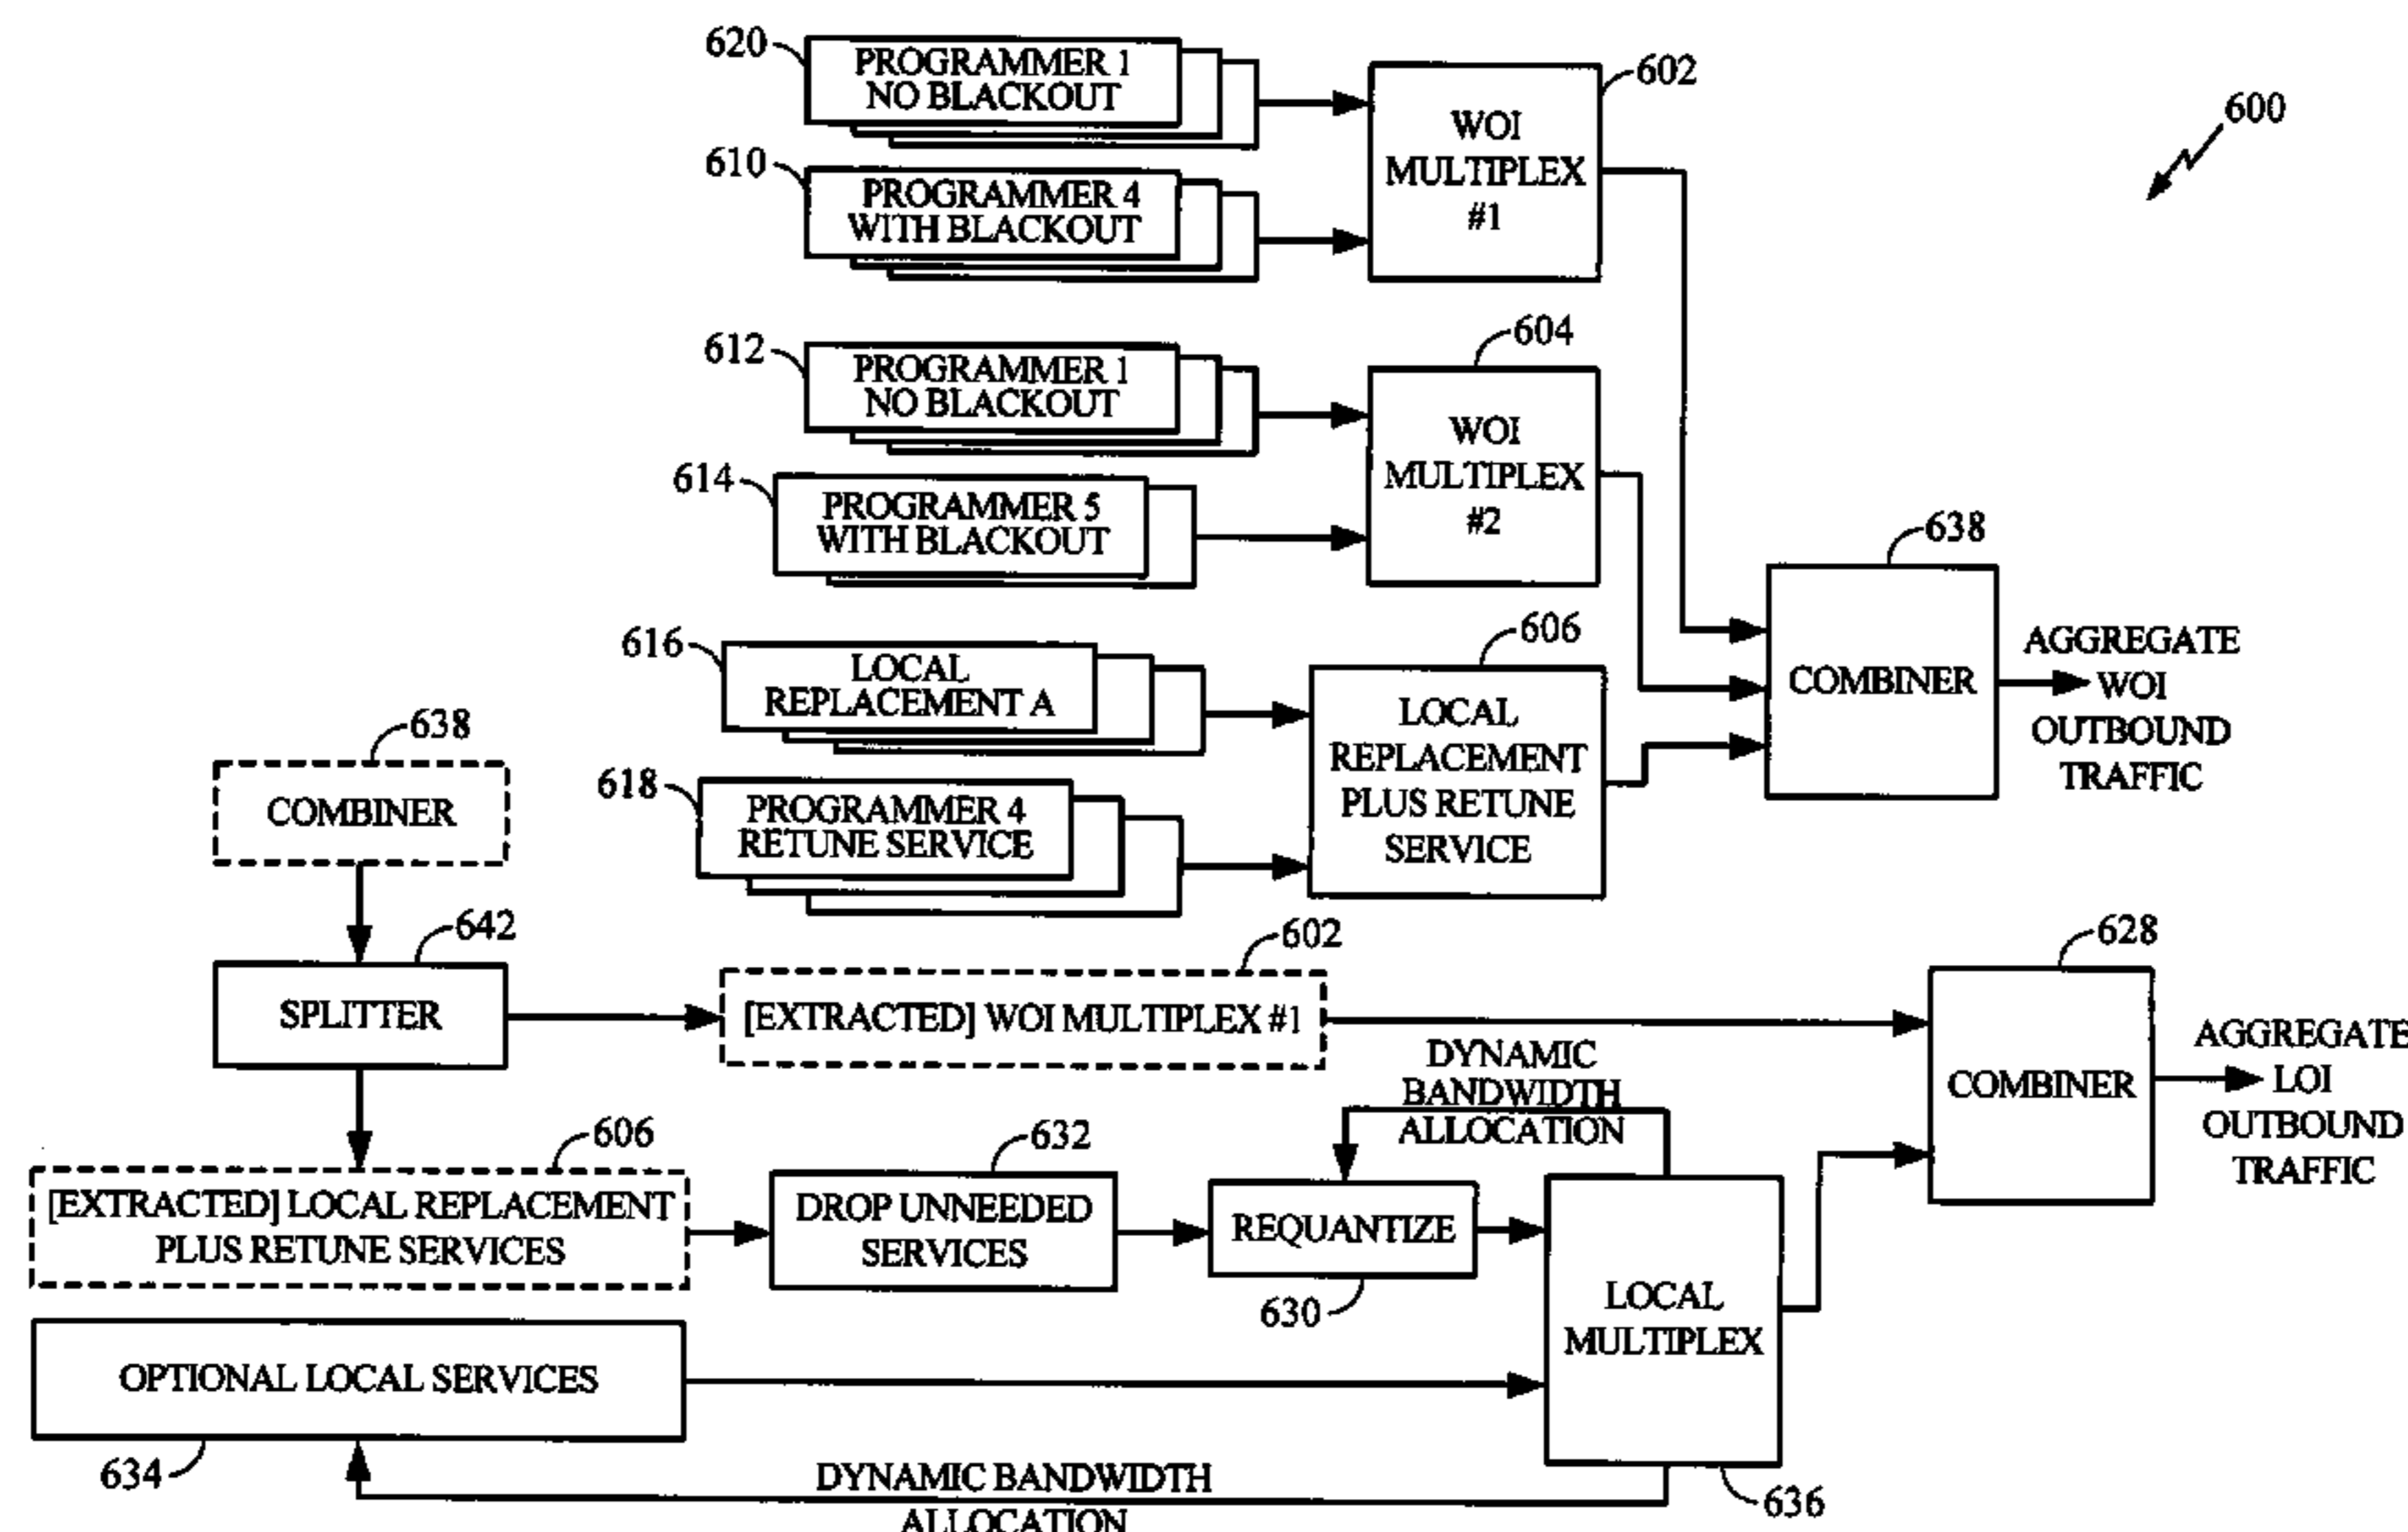 620
PROGRAMMER 1
NO BLACKOUT
602
WOI
MULTIPLEX
#1
600
610
PROGRAMMER 4
WITH BLACKOUT
612
PROGRAMMER 1
NO BLACKOUT
604
WOI
MULTIPLEX
#2
614
PROGRAMMER 5
WITH BLACKOUT
638
COMBINER
AGGREGATE
WOI
OUTBOUND
TRAFFIC
616
LOCAL
REPLACEMENT A
606
LOCAL
REPLACEMENT
PLUS RETUNE
SERVICE
618
PROGRAMMER 4
RETUNE SERVICE
638
COMBINER
642
SPLITTER
602
[EXTRACTED] WOI MULTIPLEX #1
628
COMBINER
AGGREGATE
LOI
OUTBOUND
TRAFFIC
DYNAMIC
BANDWIDTH
ALLOCATION
606
[EXTRACTED] LOCAL REPLACEMENT
PLUS RETUNE SERVICES
632
DROP UNNEEDED
SERVICES
REQUANTIZE
630
LOCAL
MULTIPLEX
636
OPTIONAL LOCAL SERVICES
634
DYNAMIC BANDWIDTH
ALLOCATION